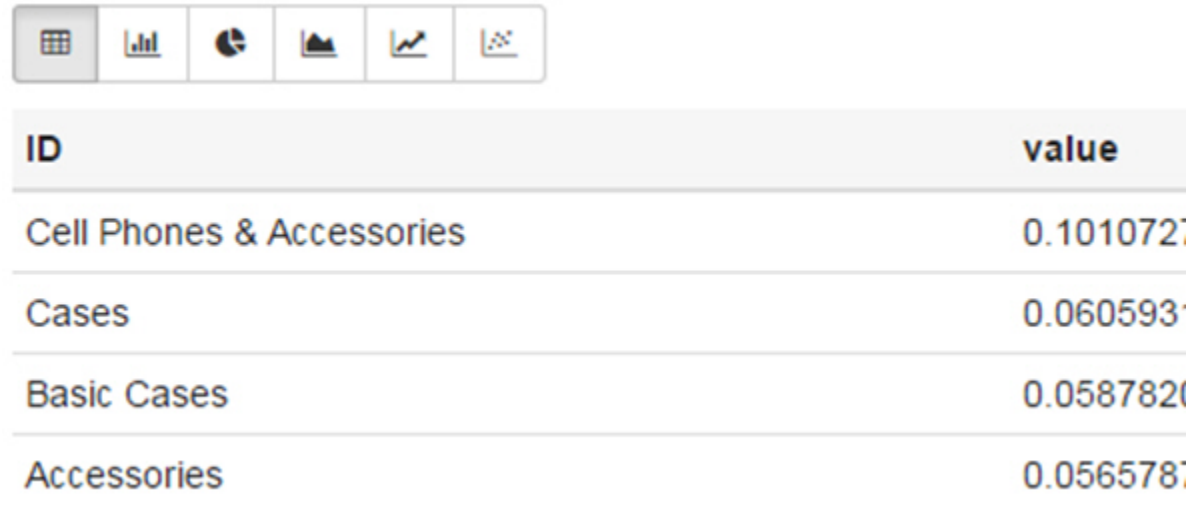 ID value
Cell Phones & Accessories 0.101072
Cases 0.060593
Basic Cases 0.058782
Accessories 0.056578